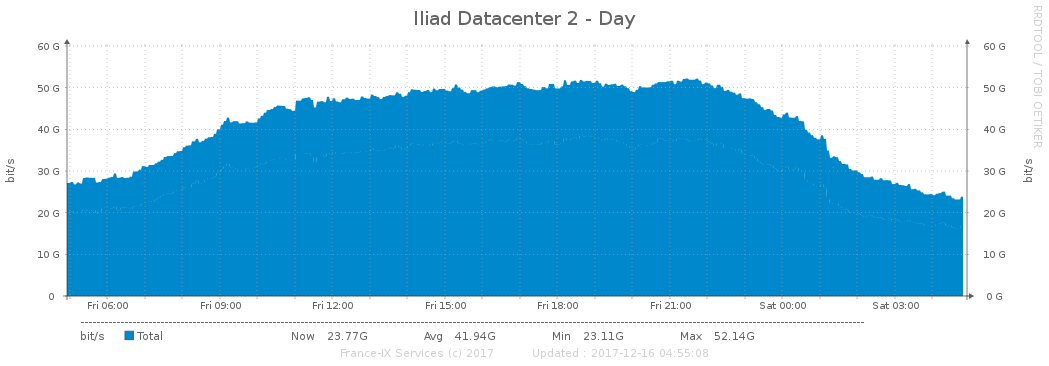 Iliad Datacenter 2 - Day
RRDTOOL / TOBI OETIKER
60 G 60 G
50 G 50 G
40 G 40 G
30 G 30 G
20 G 20 G
10 G 10 G
0 0 G
bit/s bit/s
Fri 06:00 Fri 09:00 Fri 12:00 Fri 15:00 Fri 18:00 Fri 21:00 Sat 00:00 Sat 03:00
bit/s Total Now 23.77G Avg 41.94G Min 23.11G Max 52.14G
France-IX Services (c) 2017 Updated : 2017-12-16 04:55:08